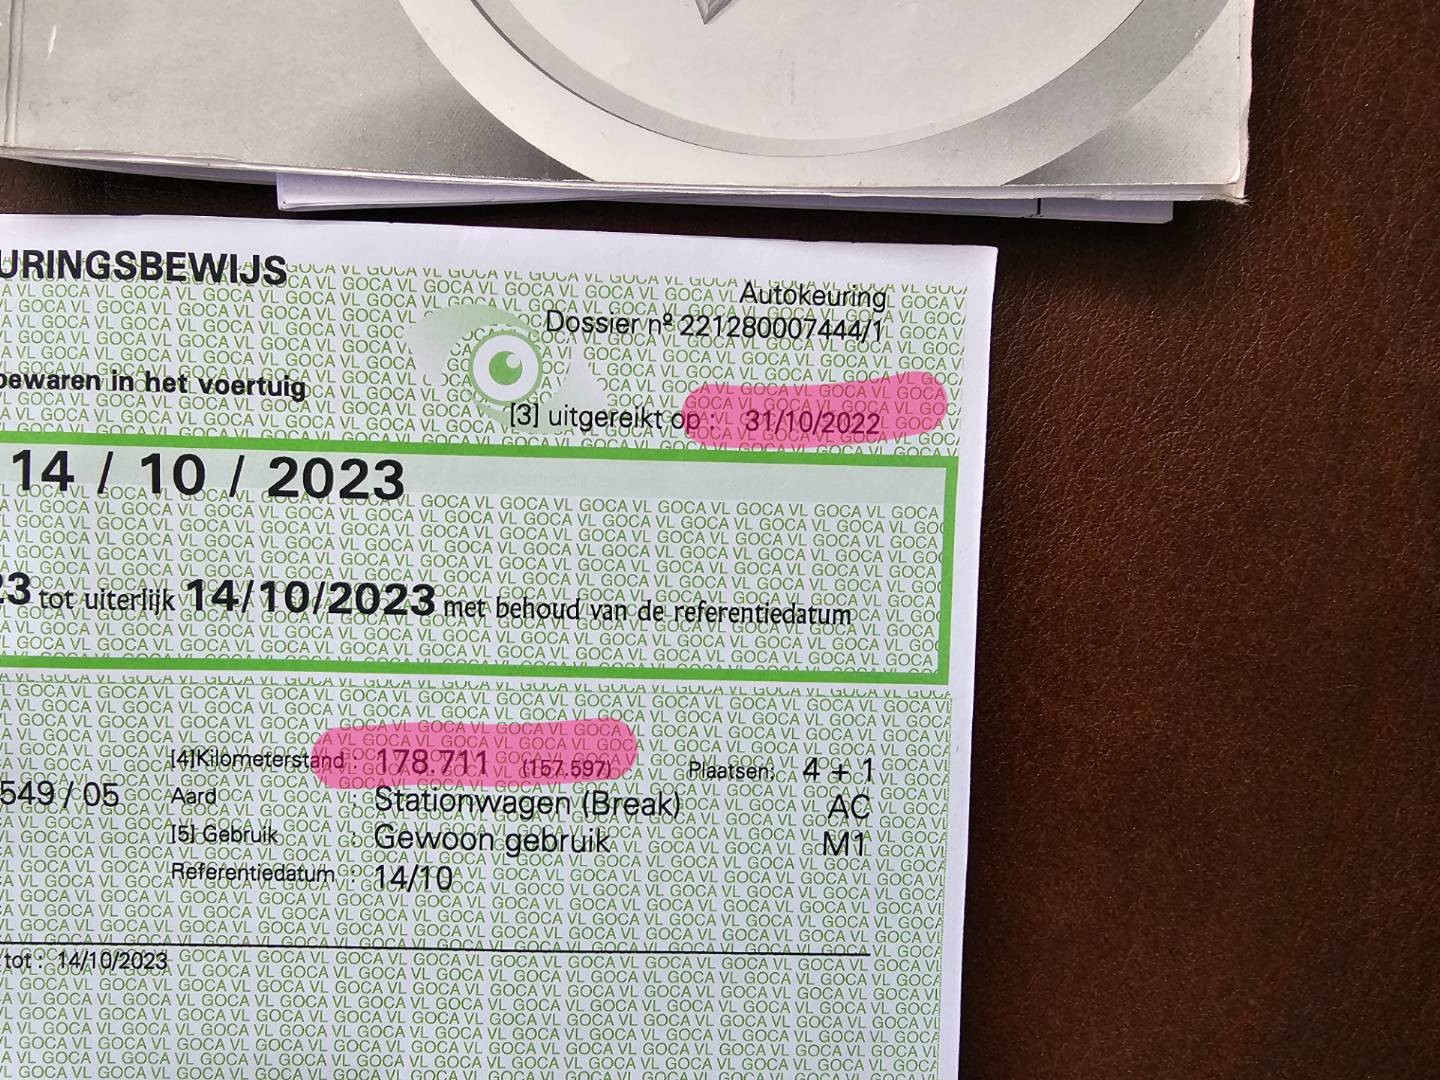 URINGSBEWIJS
Autokeuring
Dossier nº 221280007444/1
bewaren in het voertuig
[3] uitgereikt op : 31/10/2022
14 / 10 / 2023
23 tot uiterlijk 14/10/2023 met behoud van de referentiedatum
[4]Kilometerstand : 178.711 (157.597) Plaatsen: 4 + 1
549 / 05 Aard : Stationwagen (Break) AC
[5] Gebruik : Gewoon gebruik M1
Referentiedatum : 14/10
tot : 14/10/2023